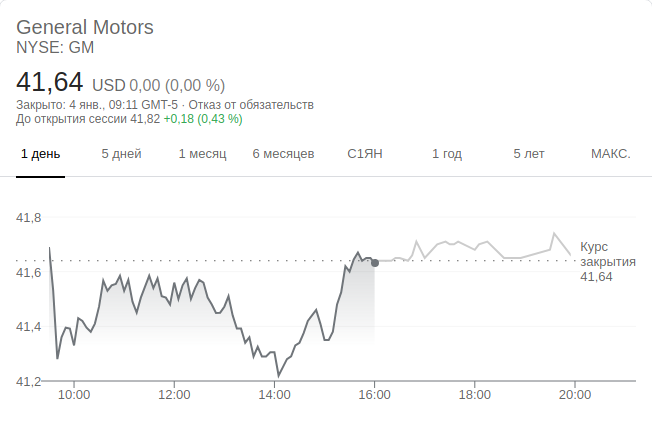 General Motors
NYSE: GM
41,64 USD 0,00 (0,00 %)
Закрыто: 4 янв., 09:11 GMT-5 · Отказ от обязательств
До открытия сессии 41,82 +0,18 (0,43 %)
1 день 5 дней 1 месяц 6 месяцев С1ЯН 1 год 5 лет МАКС.
41,8
41,6
41,4
41,2
Курс
закрытия
41,64
10:00 12:00 14:00 16:00 18:00 20:00